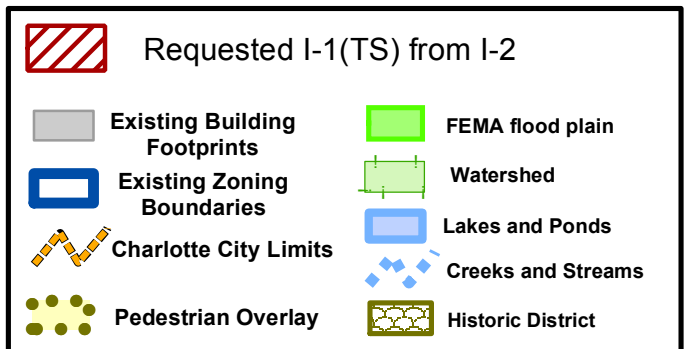 Requested I-1(TS) from I-2
Existing Building
Footprints
Existing Zoning
Boundaries
Charlotte City Limits
Pedestrian Overlay
FEMA flood plain
Watershed
Lakes and Ponds
Creeks and Streams
Historic District